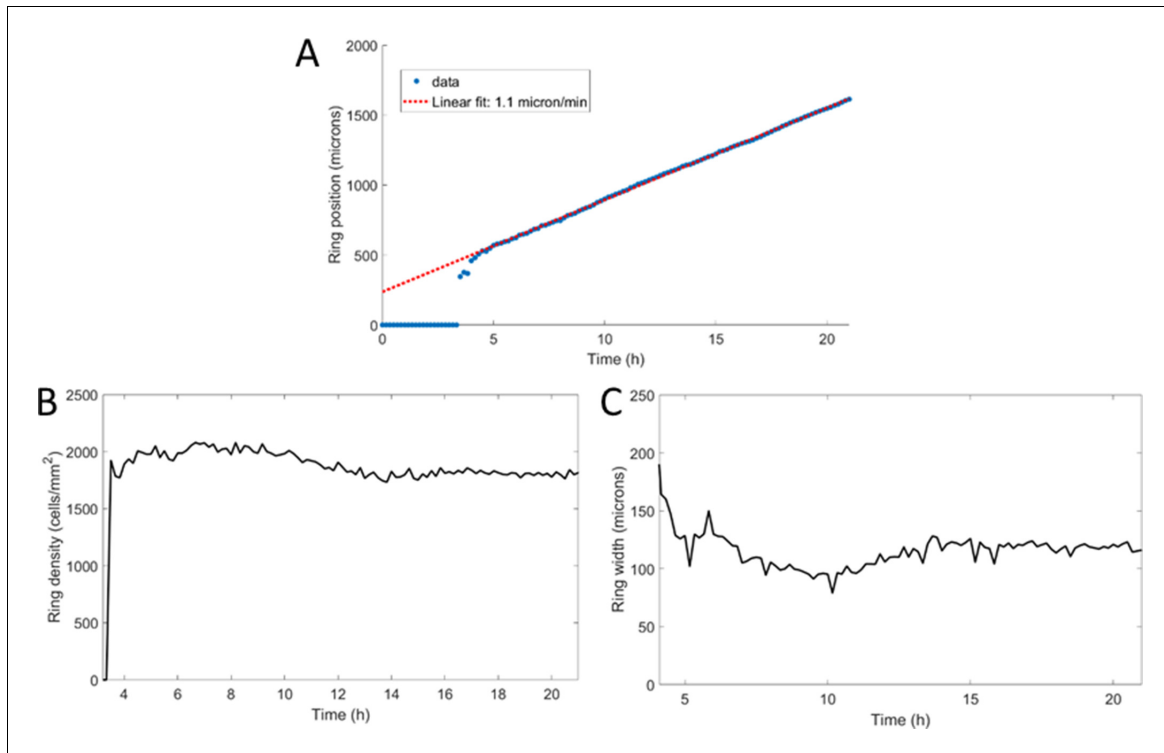 A
2000
1500
1000
500
0
Ring position (microns)
data
Linear fit: 1.1 micron/min
0 5 10 15 20
Time (h)
B
2500
2000
1500
1000
500
0
Ring density (cells/mm²)
4 6 8 10 12 14 16 18 20
Time (h)
C
250
200
150
100
50
0
Ring width (microns)
5 10 15 20
Time (h)